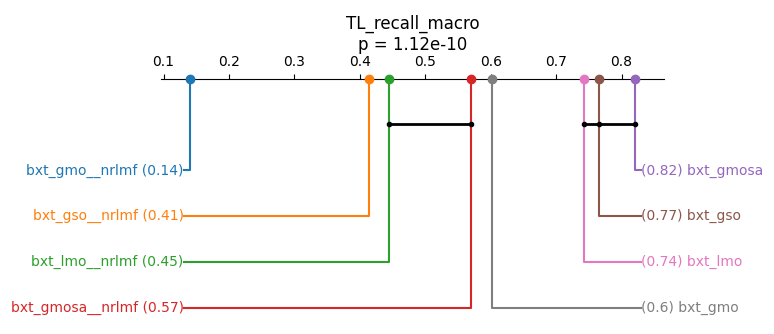 TL_recall_macro
p = 1.12e-10
0.1 0.2 0.3 0.4 0.5 0.6 0.7 0.8
bxt_gmo__nrlmf (0.14) (0.82) bxt_gmosa
bxt_gso__nrlmf (0.41) (0.77) bxt_gso
bxt_lmo__nrlmf (0.45) (0.74) bxt_lmo
bxt_gmosa__nrlmf (0.57) (0.6) bxt_gmo